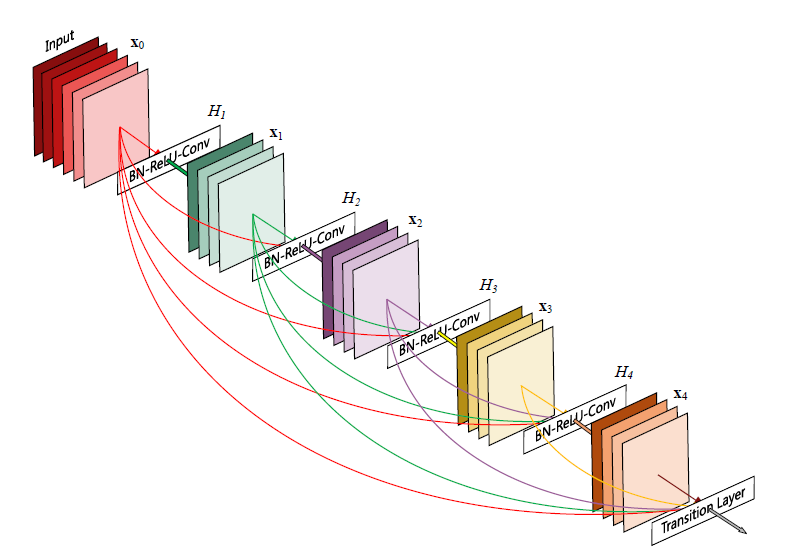 Input
x0
H1
BN-ReLU-Conv
x1
H2
BN-ReLU-Conv
x2
H3
BN-ReLU-Conv
x3
H4
BN-ReLU-Conv
x4
Transition Layer